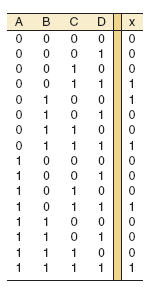 A B C D x
0 0 0 0 0
0 0 0 1 0
0 0 1 0 0
0 0 1 1 1
0 1 0 0 1
0 1 0 1 0
0 1 1 0 0
0 1 1 1 1
1 0 0 0 0
1 0 0 1 0
1 0 1 0 0
1 0 1 1 1
1 1 0 0 0
1 1 0 1 0
1 1 1 0 0
1 1 1 1 1